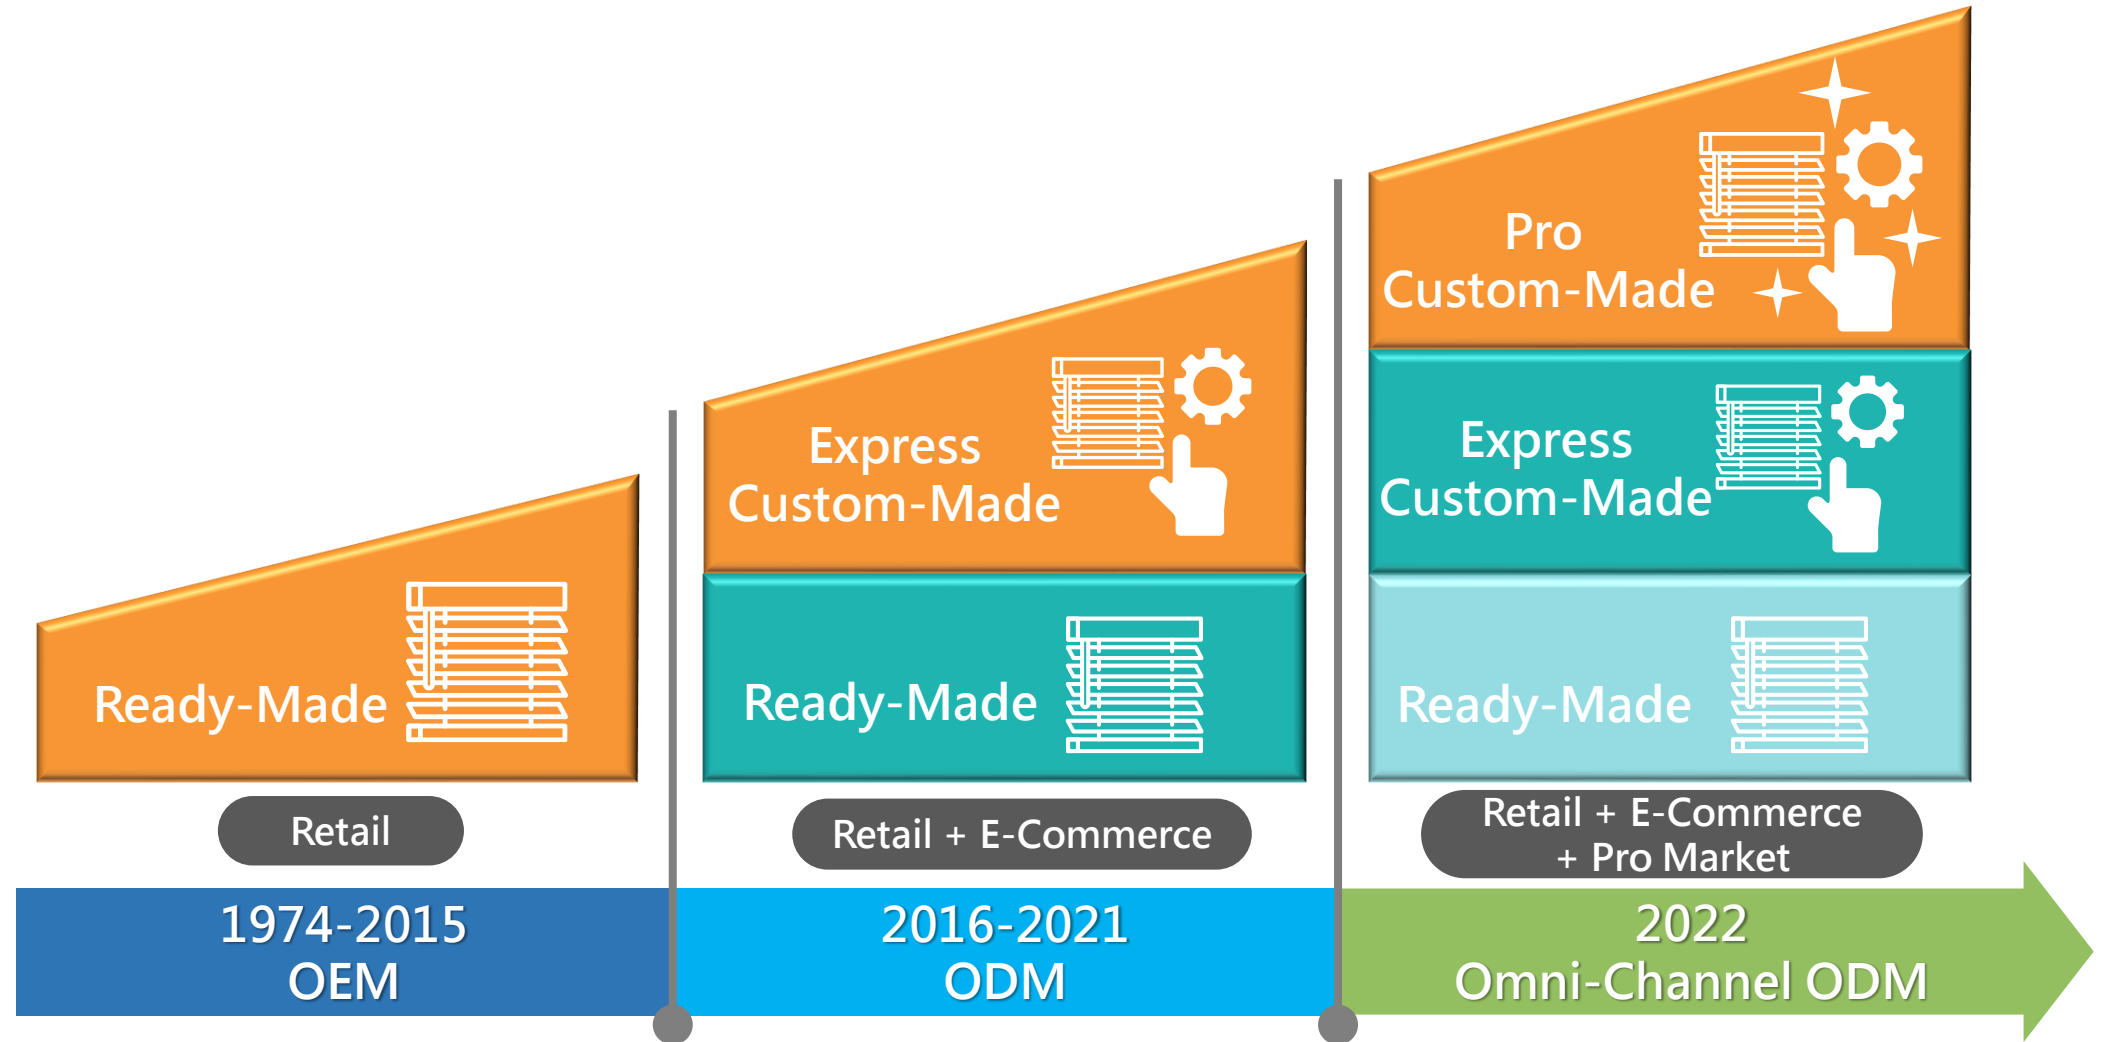 Ready-Made
Retail
1974-2015
OEM
Express
Custom-Made
Ready-Made
Retail + E-Commerce
2016-2021
ODM
Pro
Custom-Made
Express
Custom-Made
Ready-Made
Retail + E-Commerce
+ Pro Market
2022
Omni-Channel ODM